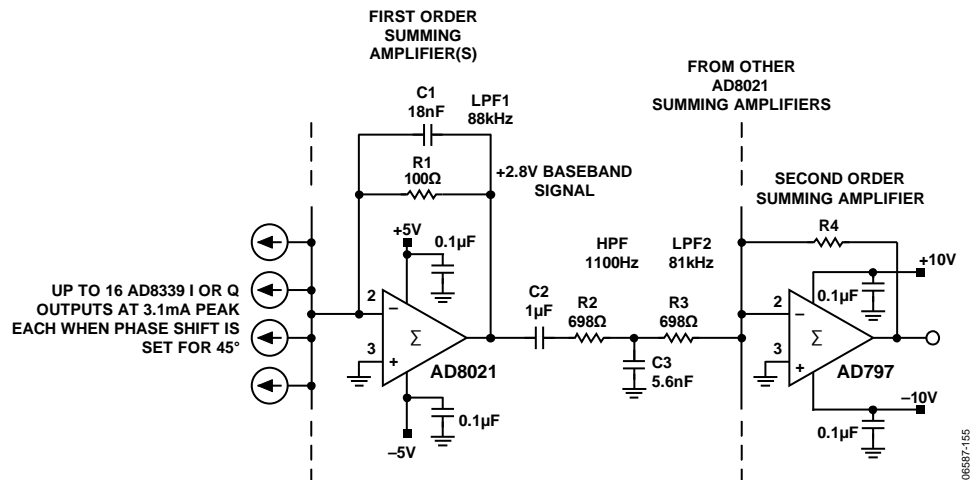 FIRST ORDER
SUMMING
AMPLIFIER(S)
FROM OTHER
AD8021
SUMMING AMPLIFIERS
C1
18nF
LPF1
88kHz
R1
100Ω
+2.8V BASEBAND
SIGNAL
SECOND ORDER
SUMMING AMPLIFIER
R4
+5V
0.1µF
HPF
1100Hz
LPF2
81kHz
+10V
0.1µF
UP TO 16 AD8339 I OR Q
OUTPUTS AT 3.1mA PEAK
EACH WHEN PHASE SHIFT IS
SET FOR 45°
2
–
Σ
3
+
AD8021
C2
1µF
R2
698Ω
R3
698Ω
C3
5.6nF
2
–
Σ
3
+
AD797
0.1µF
–5V
–10V
0.1µF
06587-155